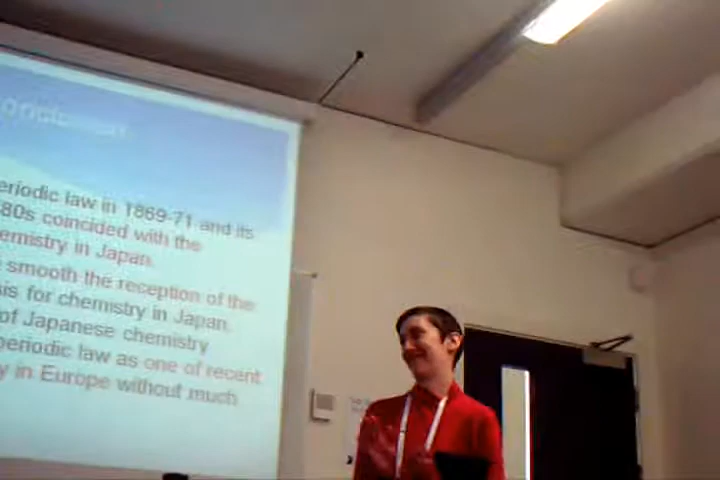 eriodic law in 1869-71 and its
80s coincided with the
emistry in Japan.
smooth the reception of the
is for chemistry in Japan.
of Japanese chemistry
periodic law as one of recent
y in Europe without much